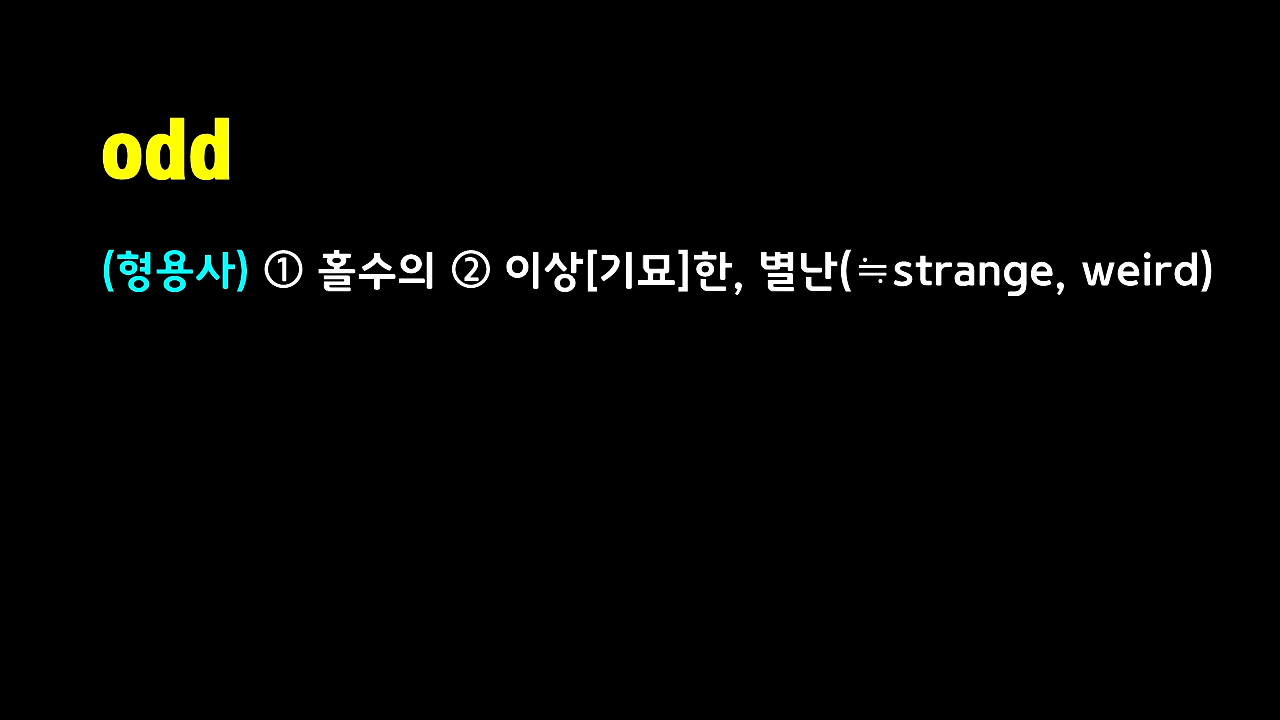 odd
(형용사) ① 홀수의 ② 이상[기묘]한, 별난(≒strange, weird)